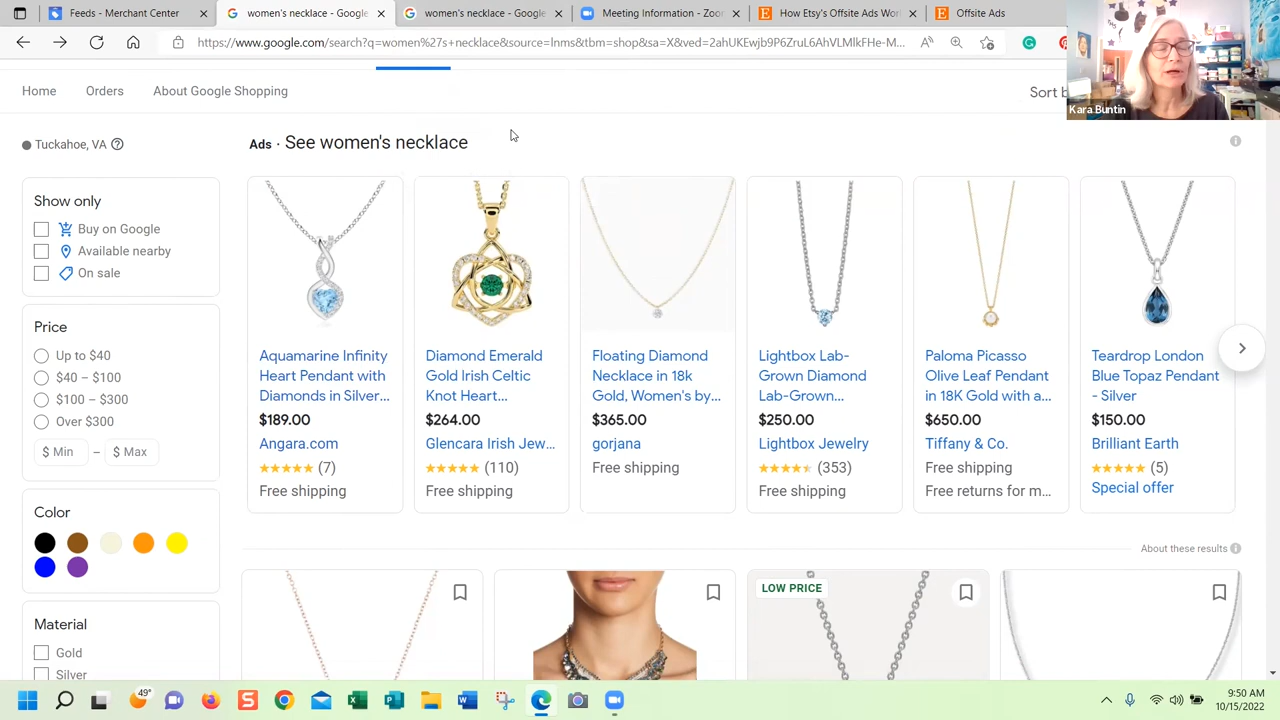 Feeds - Merchant Center
women's necklace - Google
women's necklace - Google
Meeting Information - Zoom
How Etsy's Offsite Ads Wor
Offsite Ads
https://www.google.com/search?q=women%27s+necklace&source=lnms&tbm=shop&sa=X&ved=2ahUKEwjb9P6ZruL6AhVLMlkFHe-M...
Kara Buntin
Home
Orders
About Google Shopping
Sort b
Tuckahoe, VA
Ads · See women's necklace
Show only
Buy on Google
Available nearby
On sale
Price
Up to $40
$40 – $100
$100 – $300
Over $300
$ Min – $ Max
Color
Material
Gold
Silver
Aquamarine Infinity
Heart Pendant with
Diamonds in Silver...
$189.00
Angara.com
(7)
Free shipping
Diamond Emerald
Gold Irish Celtic
Knot Heart...
$264.00
Glencara Irish Jew...
(110)
Free shipping
Floating Diamond
Necklace in 18k
Gold, Women's by...
$365.00
gorjana
Free shipping
Lightbox Lab-
Grown Diamond
Lab-Grown...
$250.00
Lightbox Jewelry
(353)
Free shipping
Paloma Picasso
Olive Leaf Pendant
in 18K Gold with a...
$650.00
Tiffany & Co.
Free shipping
Free returns for m...
Teardrop London
Blue Topaz Pendant
- Silver
$150.00
Brilliant Earth
(5)
Special offer
About these results
LOW PRICE
49°
9:50 AM
10/15/2022